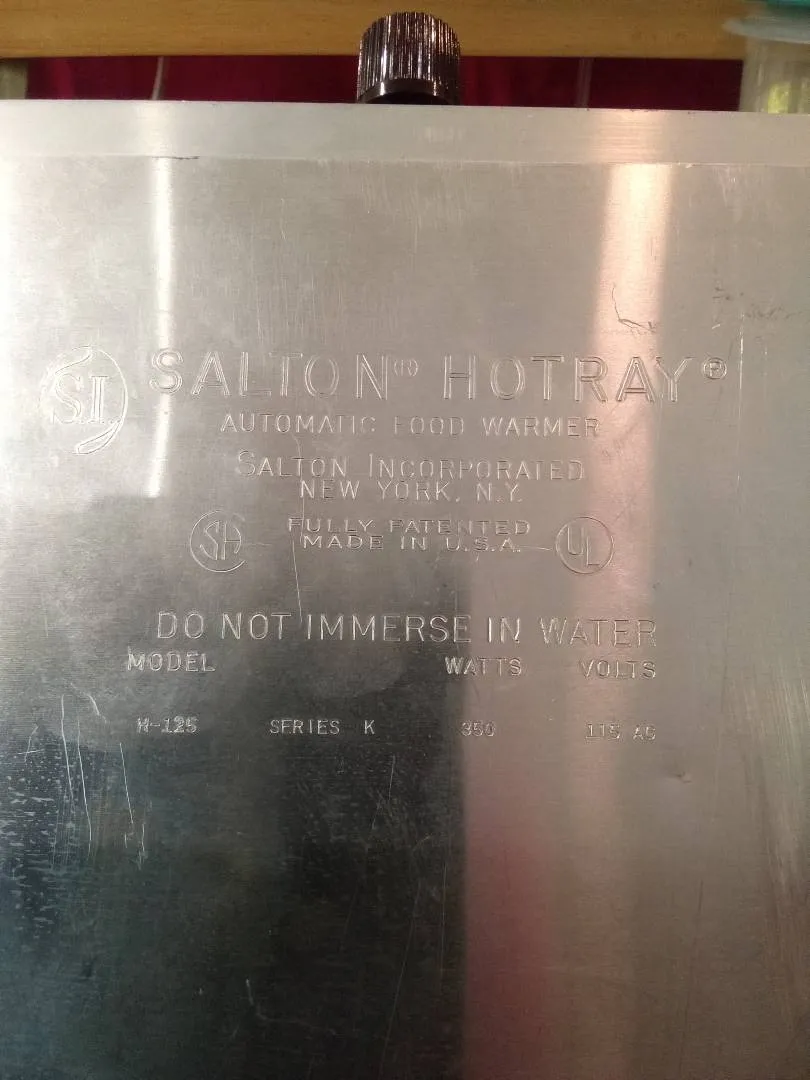 S.I. SALTON® HOTRAY®
AUTOMATIC FOOD WARMER
SALTON INCORPORATED
NEW YORK, N.Y.
FULLY PATENTED
MADE IN U.S.A.
UL
DO NOT IMMERSE IN WATER
MODEL WATTS VOLTS
H-125 SERIES K 350 115 AC